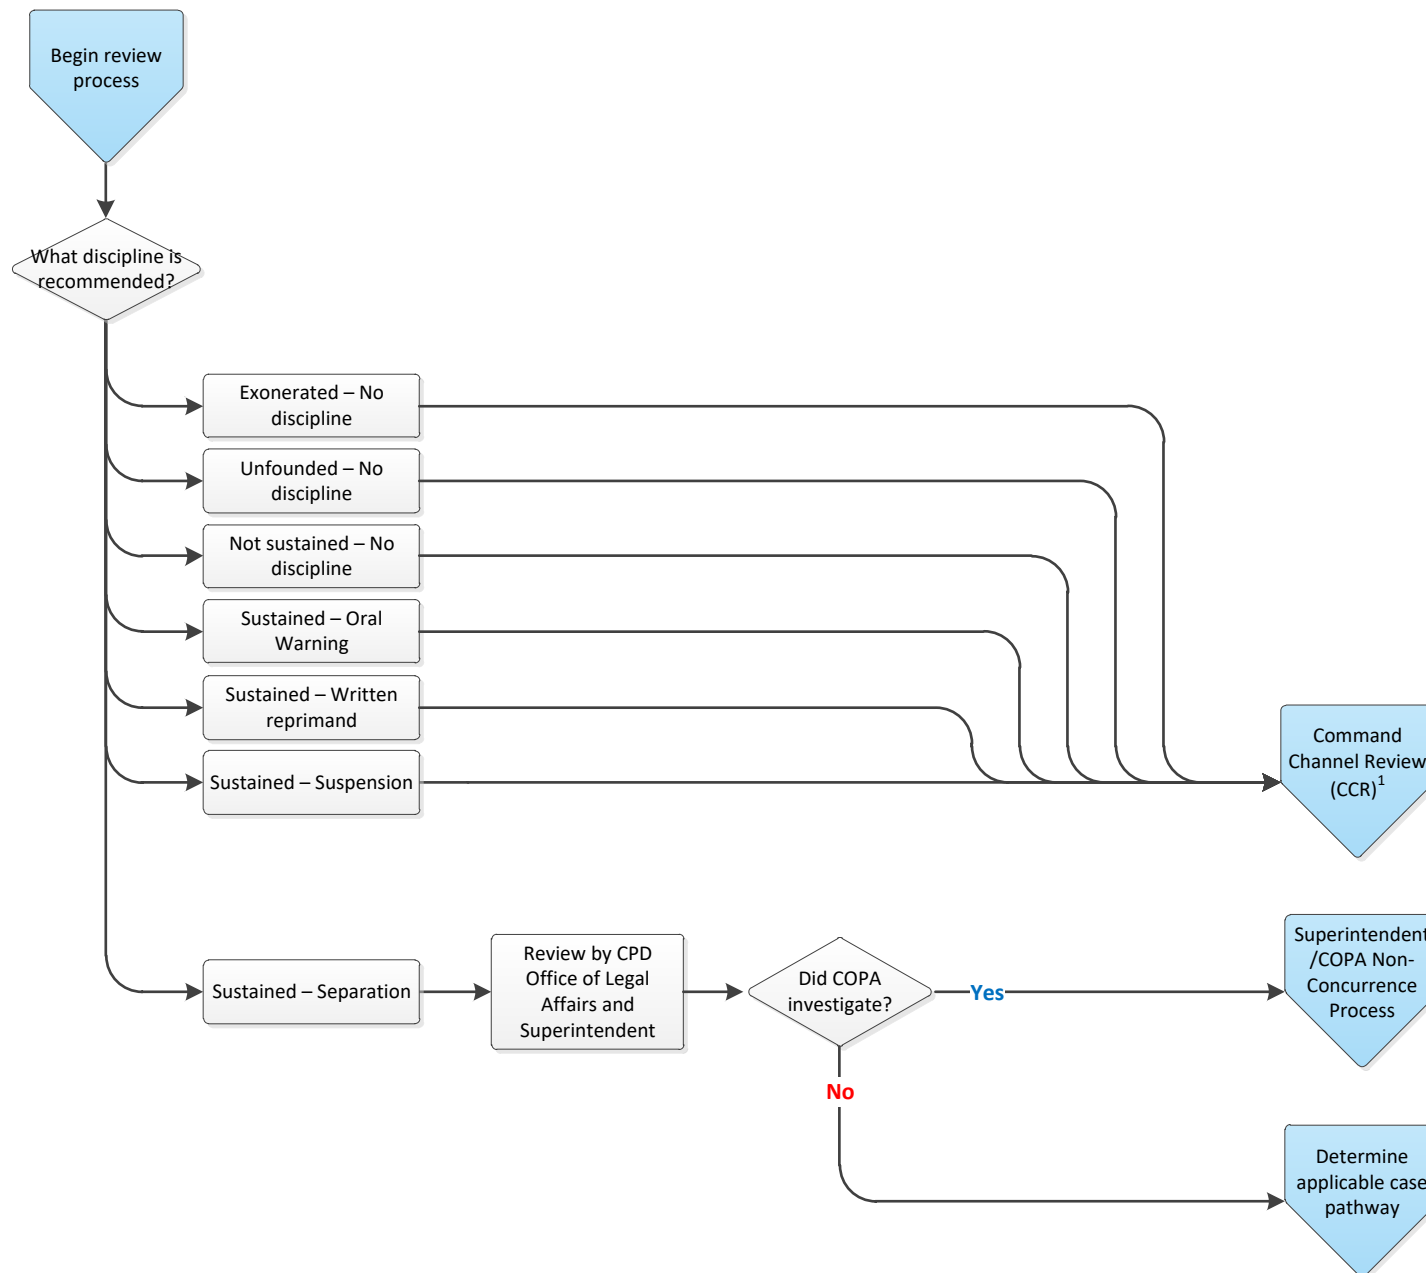 Begin review
process
What discipline is
recommended?
Exonerated – No
discipline
Unfounded – No
discipline
Not sustained – No
discipline
Sustained – Oral
Warning
Sustained – Written
reprimand
Sustained – Suspension
Command
Channel Review
(CCR)1
Sustained – Separation
Review by CPD
Office of Legal
Affairs and
Superintendent
Did COPA
investigate?
Yes
No
Superintendent
/COPA Non-
Concurrence
Process
Determine
applicable case
pathway